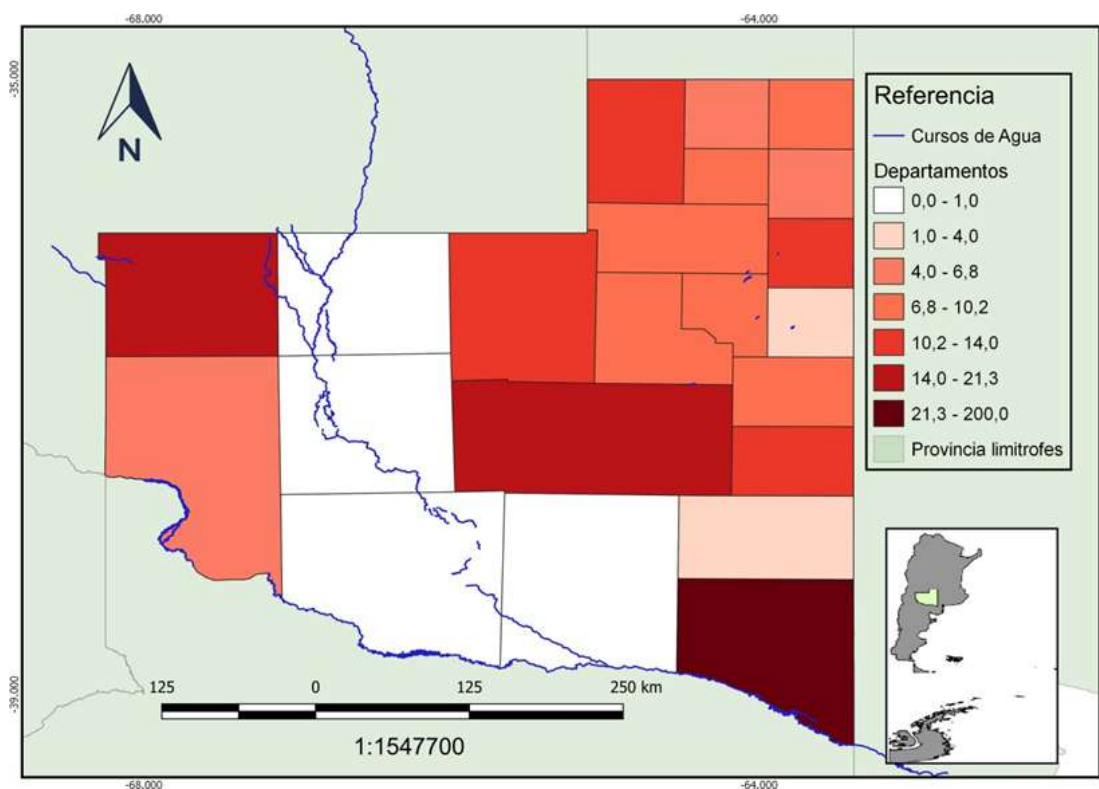 -68.000
-64.000
-35.000
N
Referencia
Cursos de Agua
Departamentos
0,0 - 1,0
1,0 - 4,0
4,0 - 6,8
6,8 - 10,2
10,2 - 14,0
14,0 - 21,3
21,3 - 200,0
Provincia limitrofes
-39.000
125 0 125 250 km
1:1547700
-68.000
-64.000